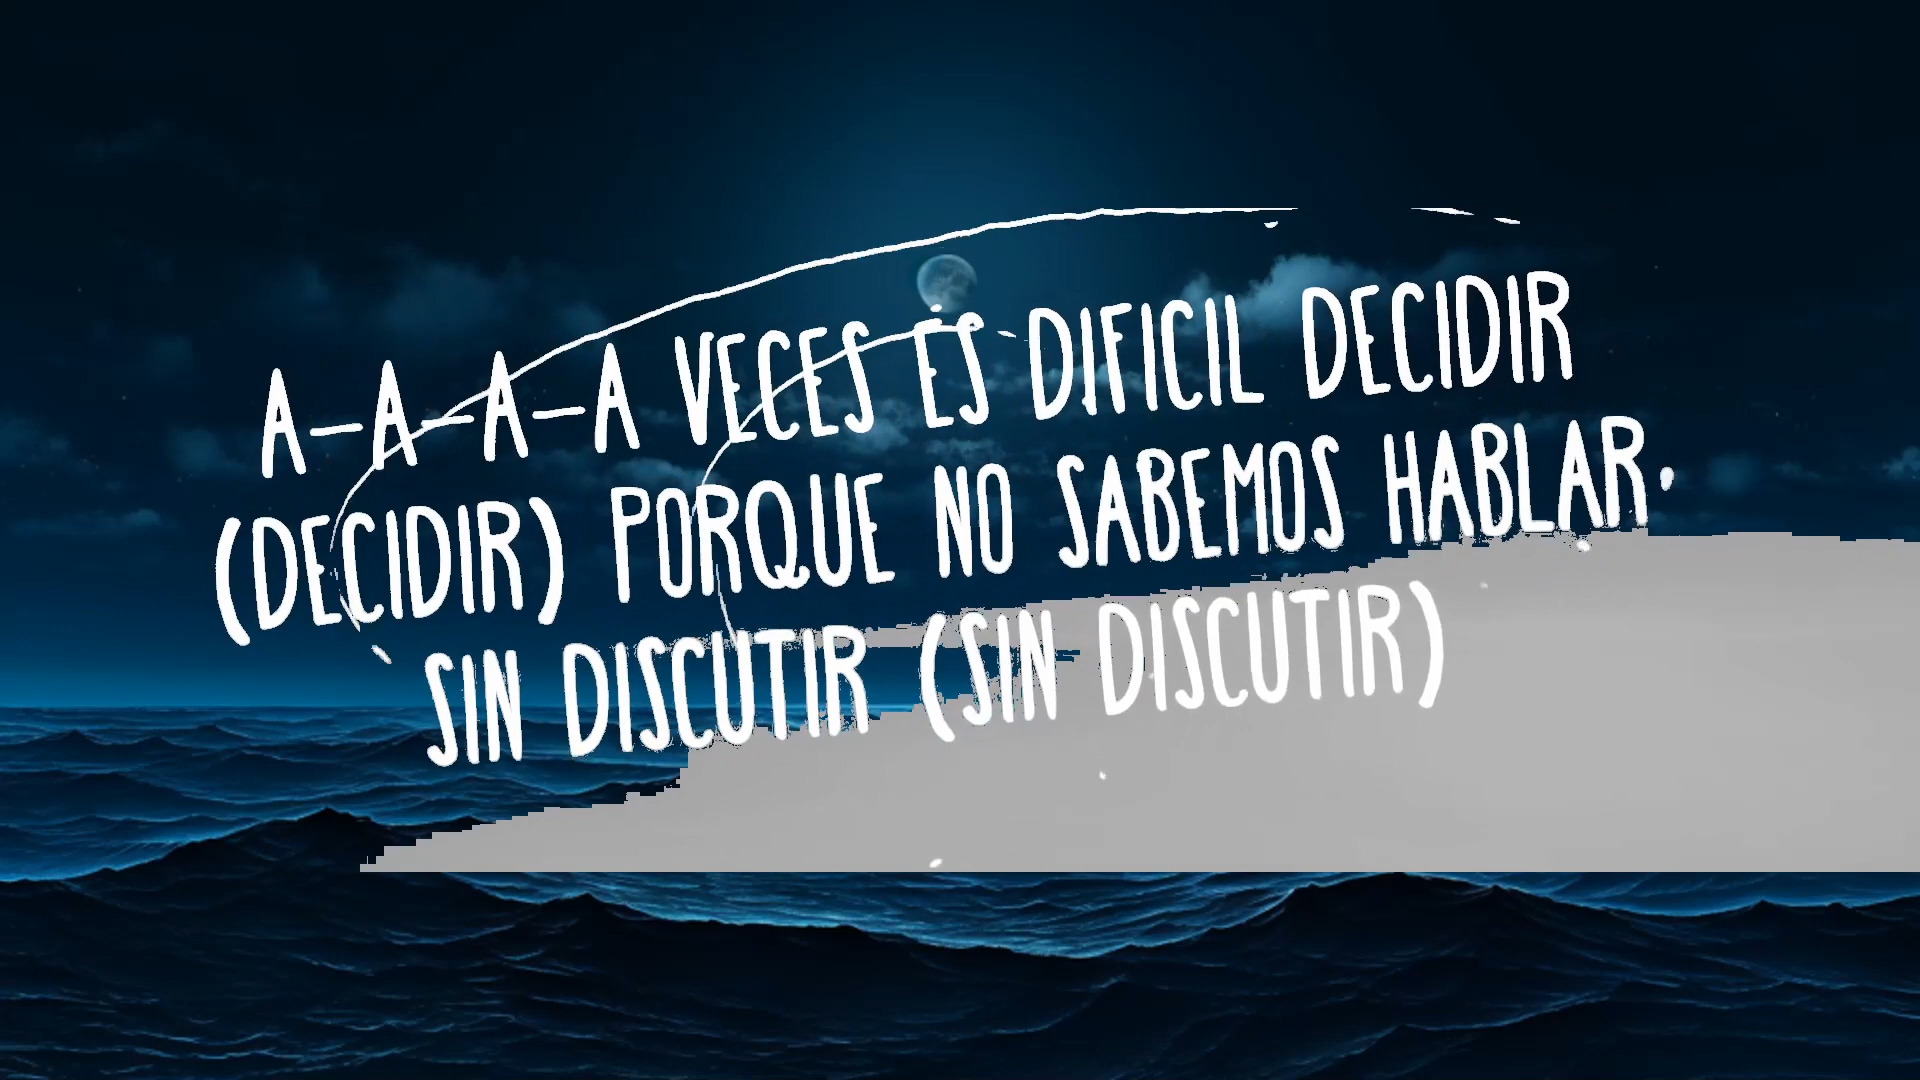 A-A-A-A VECES ES DIFICIL DECIDIR
(DECIDIR) PORQUE NO SABEMOS HABLAR,
SIN DISCUTIR (SIN DISCUTIR)